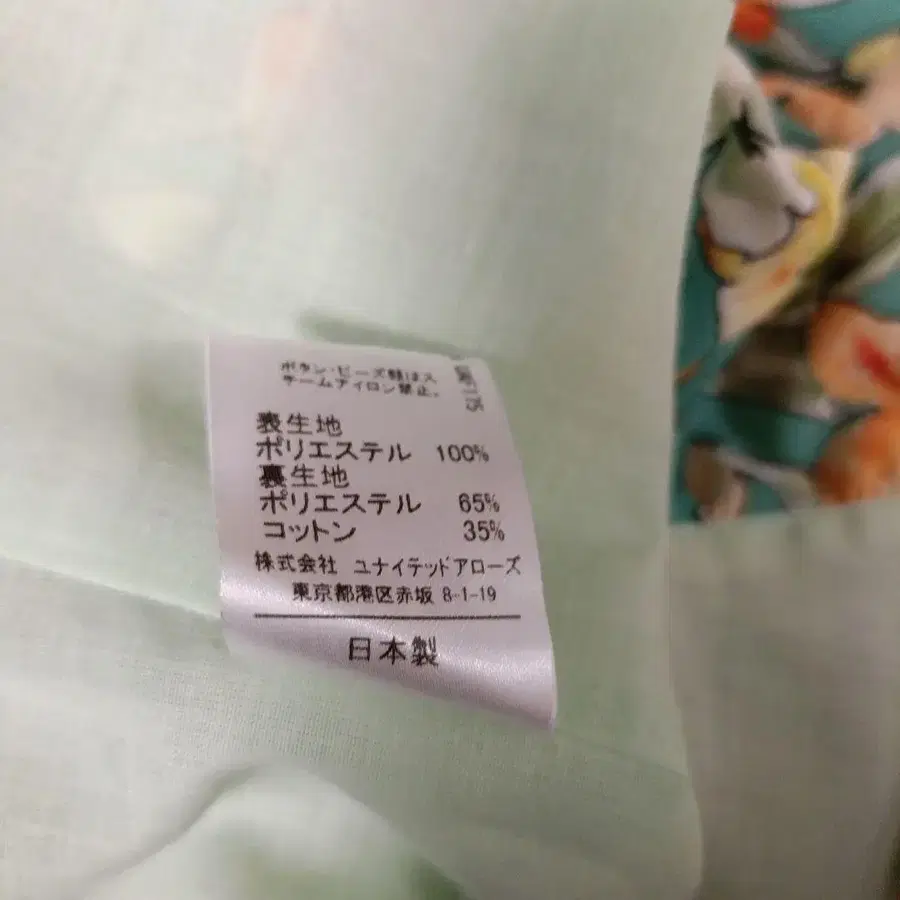 ボタン・ビーズ類はス
チームアイロン禁止。
表生地
ポリエステル 100%
裏生地
ポリエステル 65%
コットン 35%
株式会社 ユナイテッドアローズ
東京都港区赤坂 8-1-19
日本製